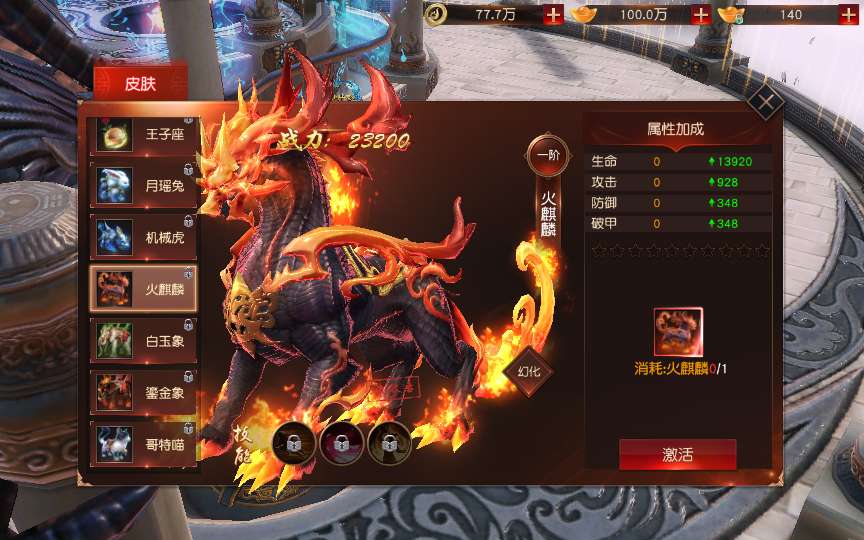 77.7万
100.0万
140
皮肤
王子座
月瑶兔
机械虎
火麒麟
白玉象
鎏金象
哥特喵
战力：23200
一阶
火麒麟
幻化
技能
属性加成
生命 0 13920
攻击 0 928
防御 0 348
破甲 0 348
消耗:火麒麟0/1
激活